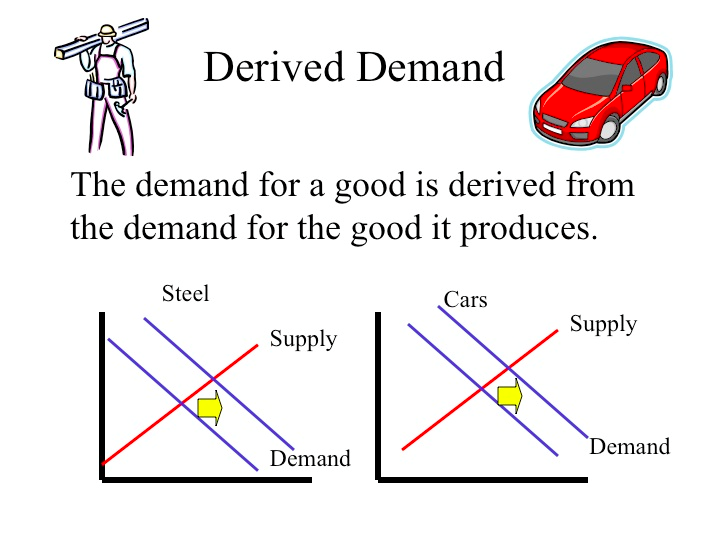 Derived Demand
The demand for a good is derived from
the demand for the good it produces.
Steel
Supply
Demand
Cars
Supply
Demand